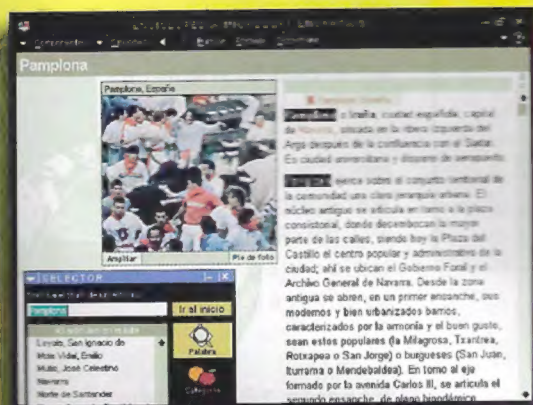 Pamplona
Pamplona, España
Ampliar
Pie de foto
Pamplona o Iruña, ciudad española, capital
de Navarra, situada en la ribera izquierda del
Arga después de la confluencia con el Sadar.
Es ciudad universitaria y dispone de aeropuerto.
Pamplona ejerce sobre el conjunto territorial de
la comunidad una clara jerarquía urbana. El
núcleo antiguo se articula en torno a la plaza
consistorial, donde desembocan la mayor
parte de las calles, siendo hoy la Plaza del
Castillo el centro popular y administrativo de la
ciudad; ahí se ubican el Gobierno Foral y el
Archivo General de Navarra. Desde la zona
antigua se abren, en un primer ensanche, sus
modernos y bien urbanizados barrios,
caracterizados por la armonía y el buen gusto,
sean estos populares (la Milagrosa, Txantrea,
Rotxapea o San Jorge) o burgueses (San Juan,
Iturrama o Mendebaldea). En torno al eje
formado por la avenida Carlos III, se articula el
segundo ensanche, de plano hipodámico
SELECTOR
Pamplona
Ir al inicio
Loyola, San Ignacio de
Moix Vidal, Emilio
Mutis, José Celestino
Navarra
Norte de Santander
Palabra
Categoría